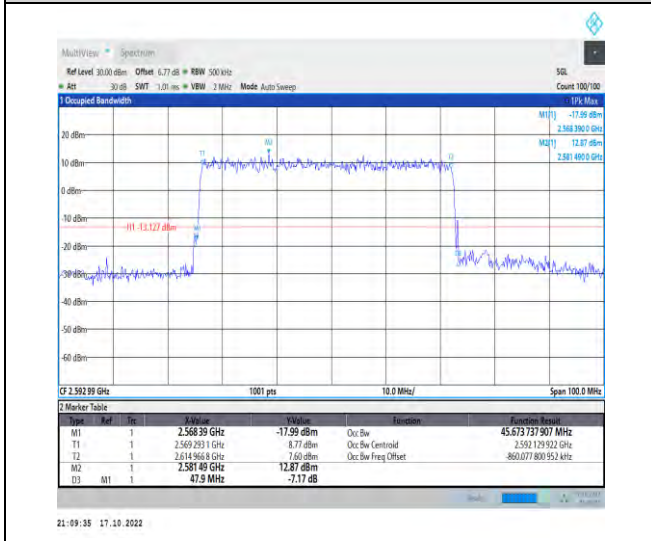 MultiView Spectrum
Ref Level 30.00 dBm Offset 6.77 dB RBW 500 kHz SGL
Att 30 dB SWT 1.01 ms VBW 2 MHz Mode Auto Sweep Count 100/100
1 Occupied Bandwidth 1Pk Max
M1[1] -17.99 dBm
2.568 390 0 GHz
M2[1] 12.87 dBm
2.581 490 0 GHz
20 dBm
M2
T1
T2
10 dBm
0 dBm
-10 dBm
H1 -13.127 dBm
M1
-20 dBm
D3
-30 dBm
-40 dBm
-50 dBm
-60 dBm
CF 2.592 99 GHz 1001 pts 10.0 MHz/ Span 100.0 MHz
2 Marker Table
Type Ref Trc X-Value Y-Value Function Function Result
M1 1 2.568 39 GHz -17.99 dBm Occ Bw 45.673 737 907 MHz
T1 1 2.569 293 1 GHz 8.77 dBm Occ Bw Centroid 2.592 129 922 GHz
T2 1 2.614 966 8 GHz 7.60 dBm Occ Bw Freq Offset -860.077 800 952 kHz
M2 1 2.581 49 GHz 12.87 dBm
D3 M1 1 47.9 MHz -7.17 dB
21:09:35 17.10.2022